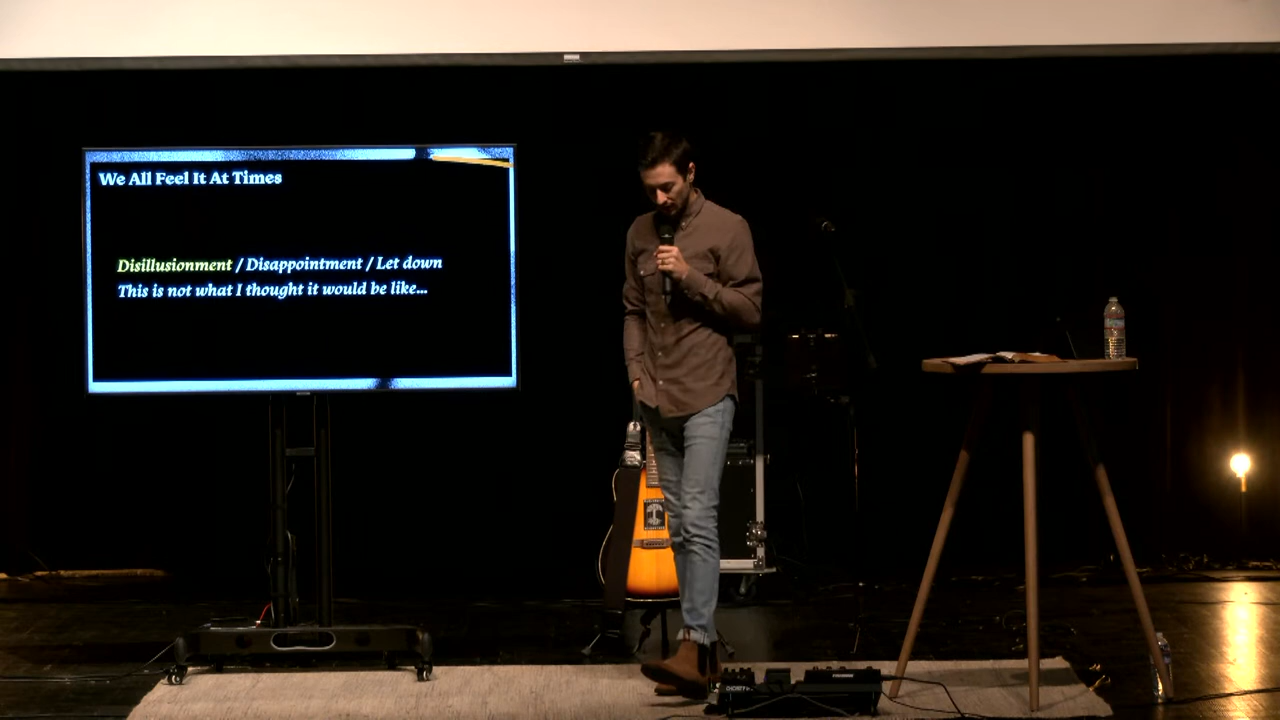 We All Feel It At Times
Disillusionment / Disappointment / Let down
This is not what I thought it would be like...